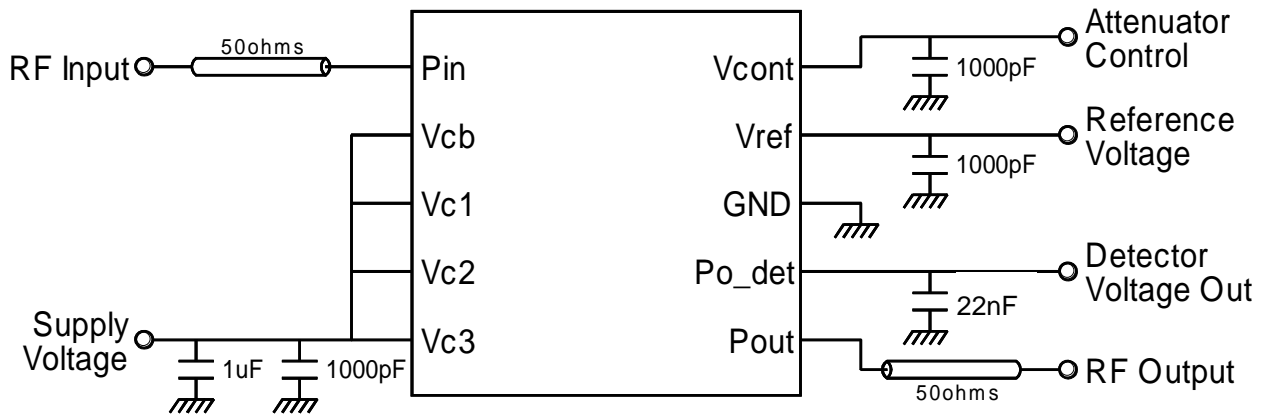 RF Input
50ohms
Pin
Vcb
Vc1
Vc2
Vc3
Supply
Voltage
1uF
1000pF
Vcont
Vref
GND
Po_det
Pout
1000pF
Attenuator
Control
1000pF
Reference
Voltage
22nF
Detector
Voltage Out
50ohms
RF Output